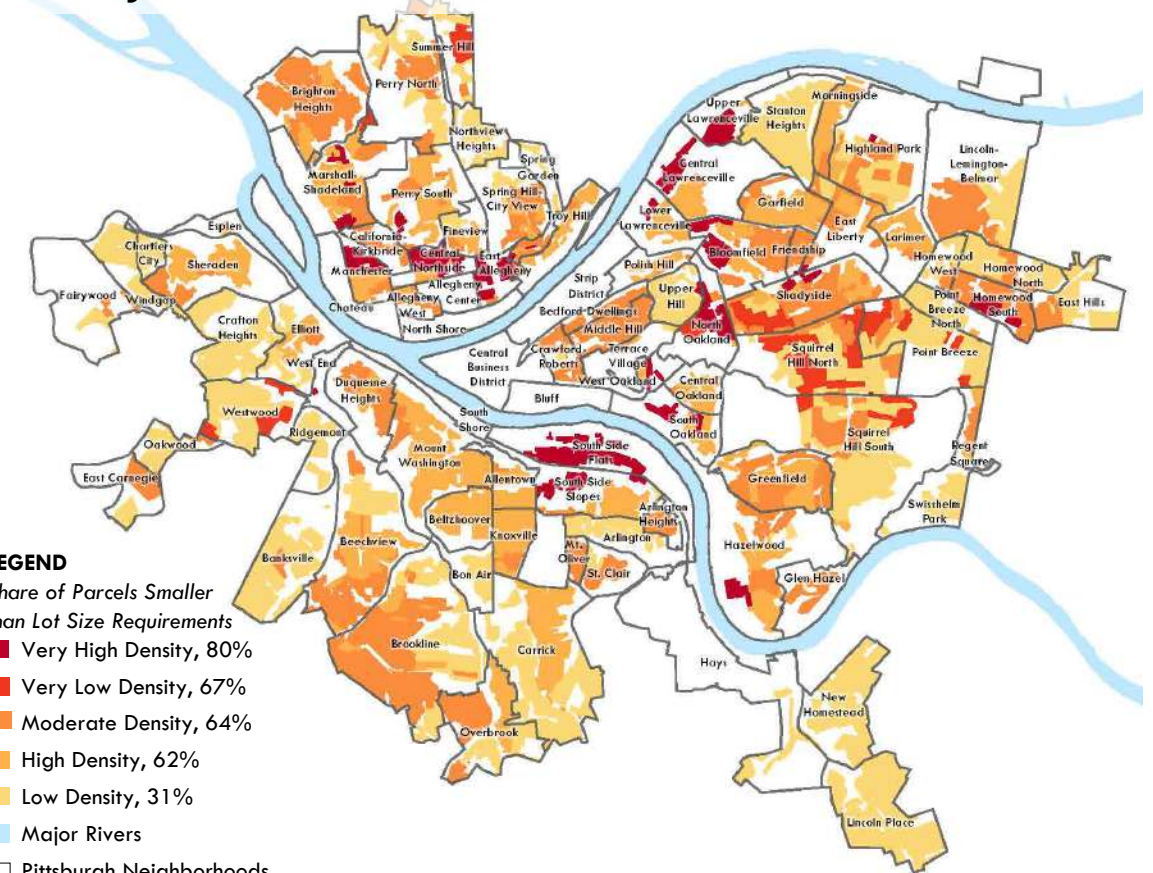 Summer Hill
Perry North
Brighton
Heights
Northview
Heights
Spring
Garden
Marshall-
Shadeland
Perry South
Spring Hill-
City View
Troy Hill
Fineview
California-
Kirkbride
Central
Northside
East
Allegheny
Manchester
Allegheny
Center
Allegheny
West
Chateau
North Shore
Upper
Lawrenceville
Stanton
Heights
Morningside
Highland Park
Lincoln-
Lemington-
Belmar
Central
Lawrenceville
Garfield
Lower
Lawrenceville
East
Liberty
Larimer
Bloomfield
Friendship
Polish Hill
Homewood
West
Homewood
North
Strip
District
Upper
Hill
Shadyside
Point
Breeze
North
Homewood
South
East Hills
Bedford-Dwellings
Middle Hill
North
Oakland
Squirrel
Hill North
Point Breeze
Crawford-
Roberts
Terrace
Village
West Oakland
Central
Business
District
Central
Oakland
Bluff
South
Oakland
Squirrel
Hill South
Regent
Square
Esplen
Chartiers
City
Sheraden
Fairywood
Windgap
Crafton
Heights
Elliott
West End
Duquesne
Heights
South
Shore
Westwood
Ridgemont
Oakwood
East Carnegie
Mount
Washington
South Side
Flats
Allentown
South Side
Slopes
Greenfield
Swisshelm
Park
Arlington
Heights
Beltzhoover
Knoxville
Arlington
Mt.
Oliver
St. Clair
Hazelwood
Glen Hazel
Banksville
Beechview
Bon Air
Brookline
Carrick
Overbrook
Hays
New
Homestead
Lincoln Place
EGEND
hare of Parcels Smaller
han Lot Size Requirements
Very High Density, 80%
Very Low Density, 67%
Moderate Density, 64%
High Density, 62%
Low Density, 31%
Major Rivers
Pittsburgh Neighborhoods